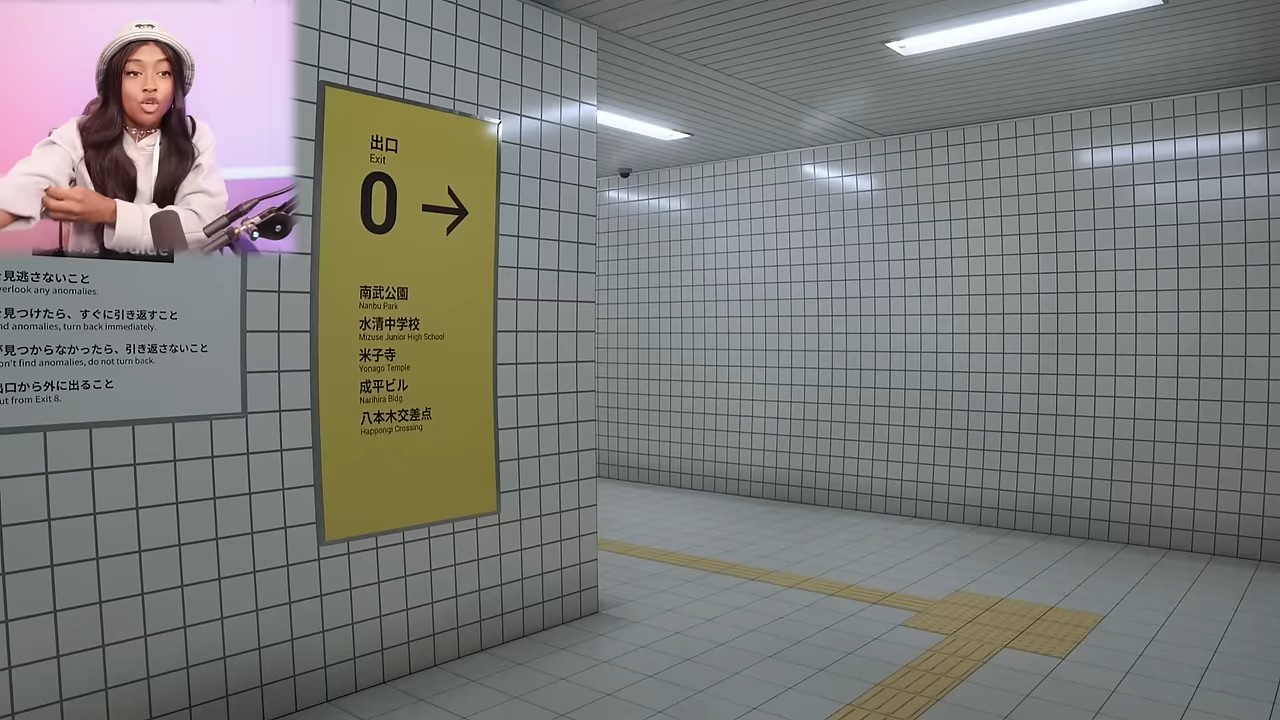 Guide
見逃さないこと
verlook any anomalies.
見つけたら、すぐに引き返すこと
nd anomalies, turn back immediately.
が見つからなかったら、引き返さないこと
on't find anomalies, do not turn back.
出口から外に出ること
ut from Exit 8.
出口
Exit
0 →
南武公園
Nanbu Park
水清中学校
Mizuse Junior High School
米子寺
Yonago Temple
成平ビル
Narihira Bldg.
八本木交差点
Happongi Crossing